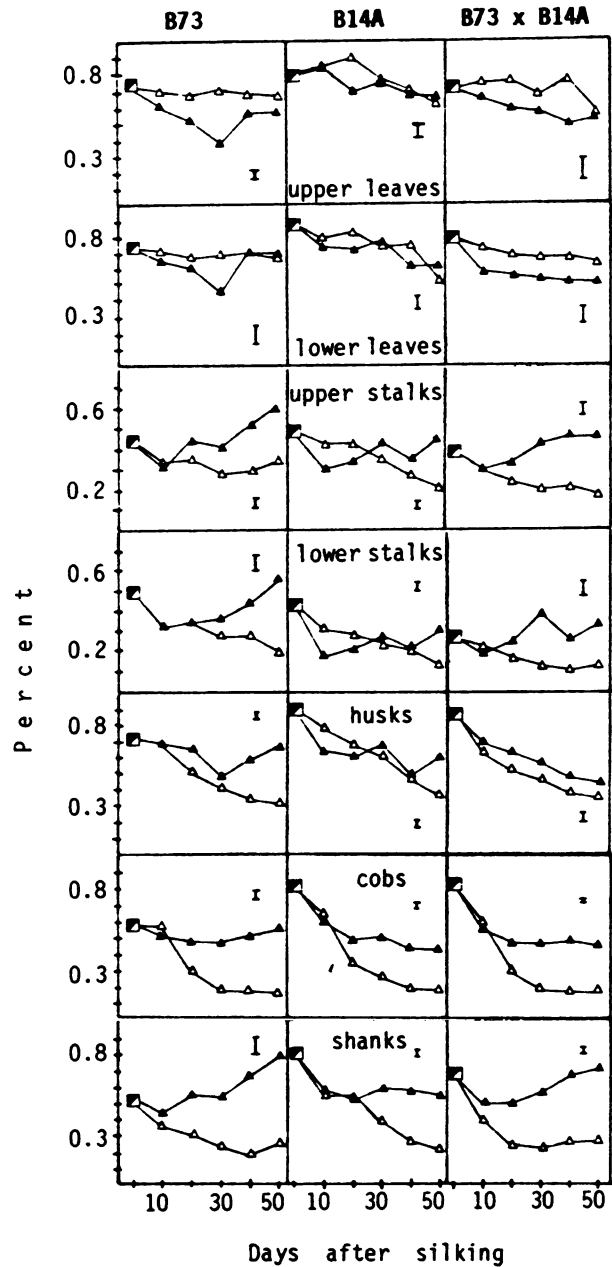 B73 B14A B73 x B14A
0.8
0.3
upper leaves
0.8
0.3
lower leaves
upper stalks
0.6
0.2
lower stalks
0.6
0.2
Percent
husks
0.8
0.3
cobs
0.8
0.3
shanks
0.8
0.3
10 30 50 10 30 50 10 30 50
Days after silking